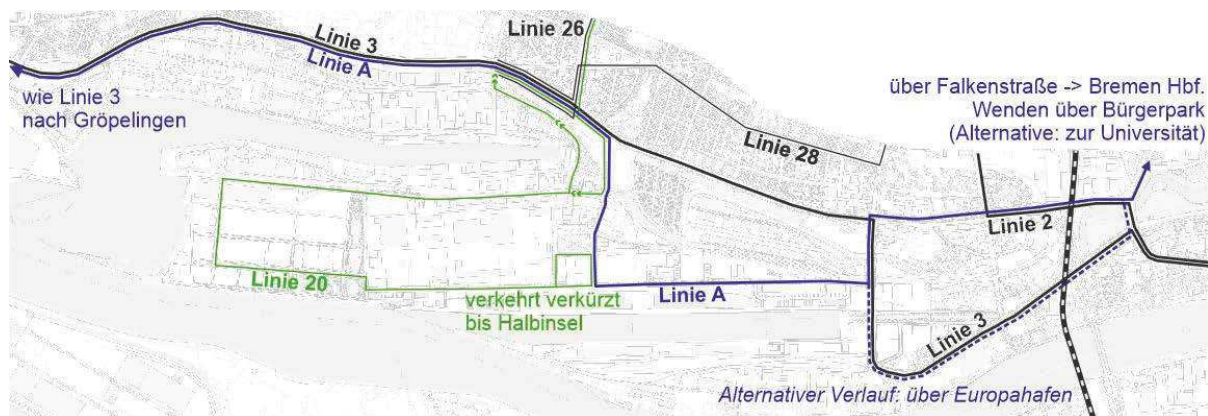 Linie 26
Linie 3
Linie A
über Falkenstraße -> Bremen Hbf.
Wenden über Bürgerpark
(Alternative: zur Universität)
wie Linie 3
nach Gröpelingen
Linie 28
Linie 2
Linie 20
verkehrt verkürzt
bis Halbinsel
Linie A
Linie 3
Alternativer Verlauf: über Europahafen